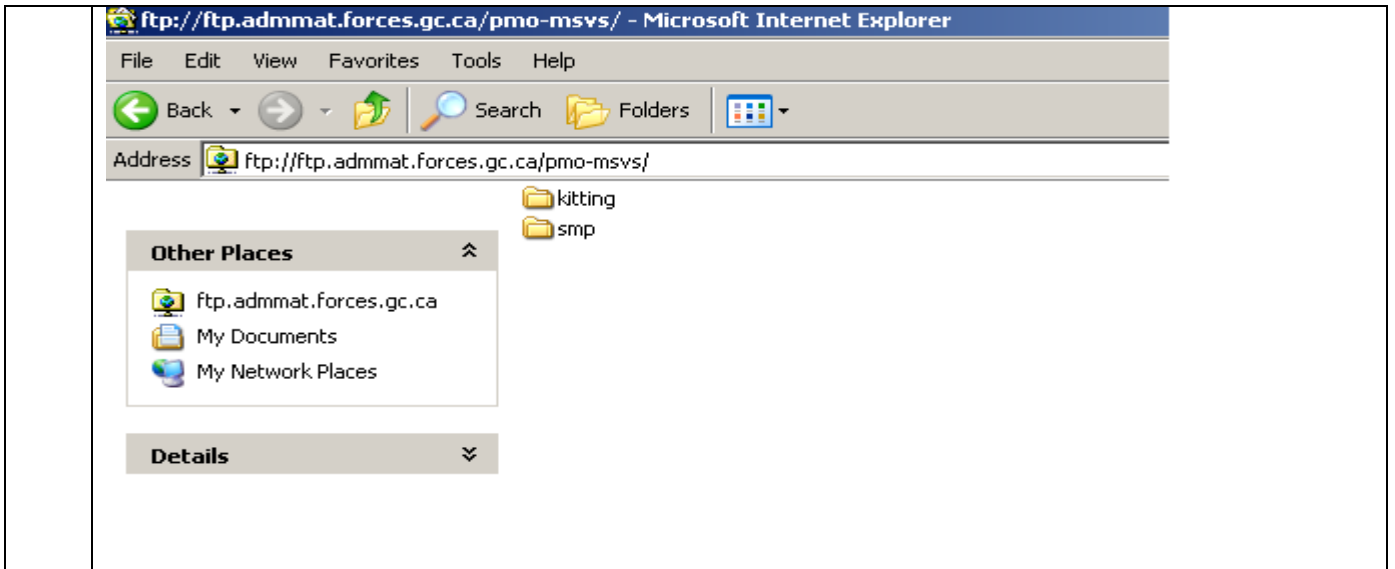 ftp://ftp.admmat.forces.gc.ca/pmo-msvs/ - Microsoft Internet Explorer
File Edit View Favorites Tools Help
Back Search Folders
Address ftp://ftp.admmat.forces.gc.ca/pmo-msvs/
kitting
smp
Other Places
ftp.admmat.forces.gc.ca
My Documents
My Network Places
Details